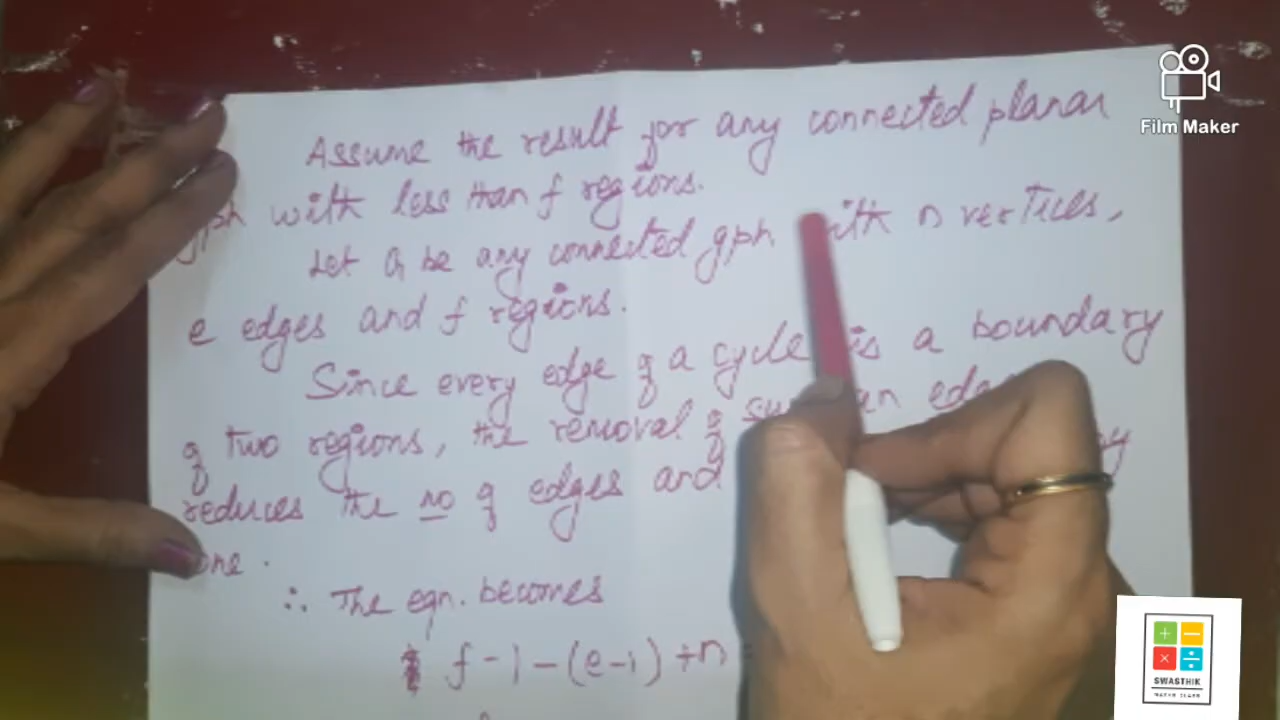 Assume the result for any connected planar
gph with less than f regions.
Let G be any connected gph with n vertices,
e edges and f regions.
Since every edge of a cycle is a boundary
of two regions, the removal of an
reduces the no of edges and
one.
∴ The eqn. becomes
f - 1 - (e-1) + n
Film Maker
SWASTHIK